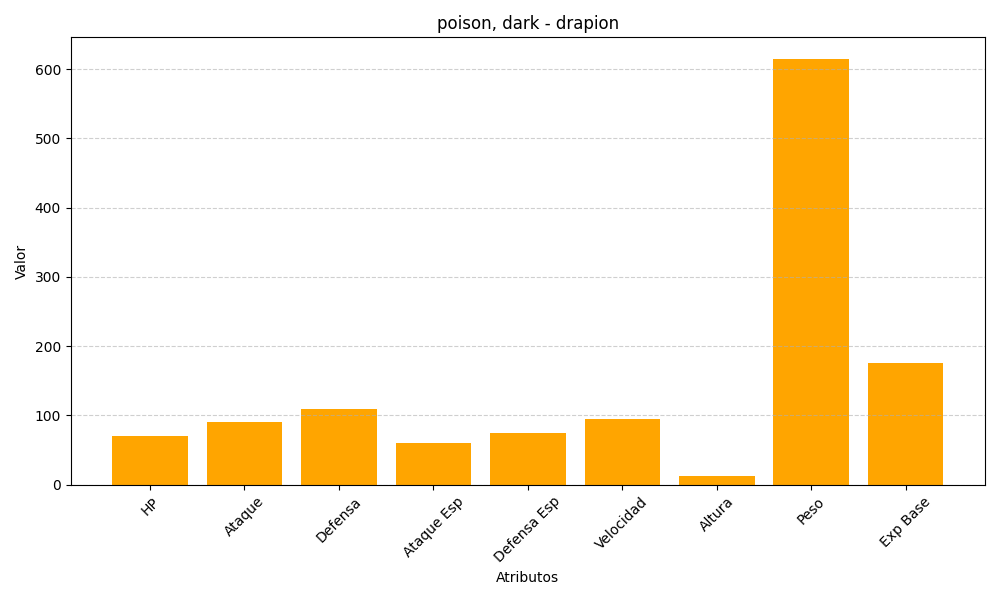 poison, dark - drapion
Valor
600
500
400
300
200
100
0
HP
Ataque
Defensa
Ataque Esp
Defensa Esp
Velocidad
Altura
Peso
Exp Base
Atributos